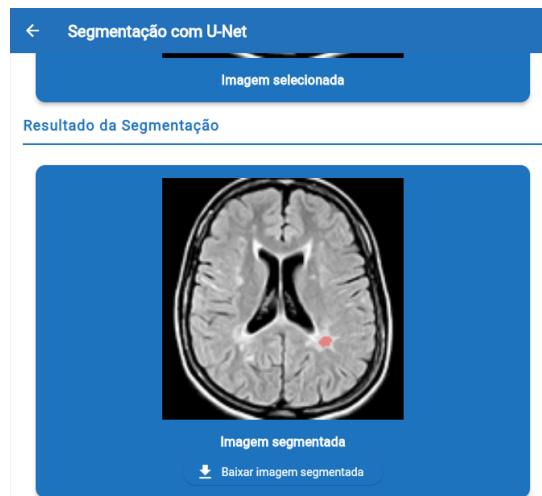 Segmentação com U-Net
Imagem selecionada
Resultado da Segmentação
Imagem segmentada
Baixar imagem segmentada